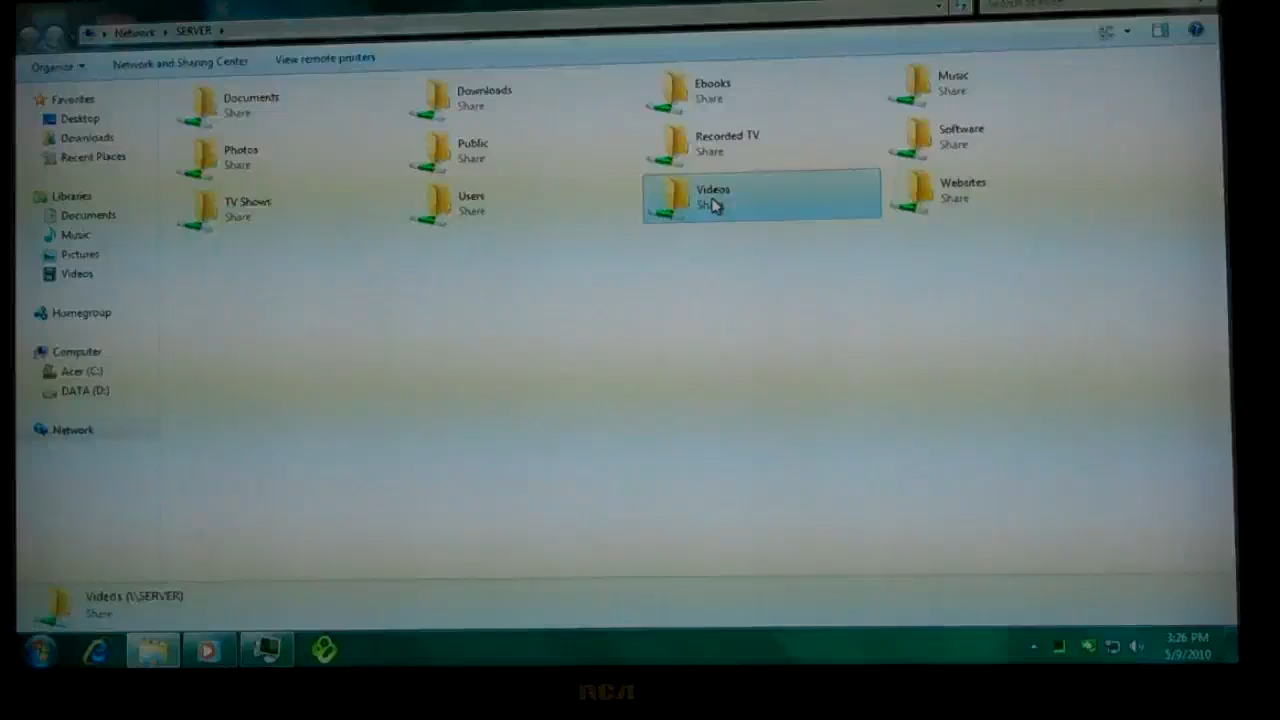 Network SERVER
Organize Network and Sharing Center View remote printers
Favorites
Desktop
Downloads
Recent Places
Libraries
Documents
Music
Pictures
Videos
Homegroup
Computer
Acer (C:)
DATA (D:)
Network
Documents
Share
Downloads
Share
Ebooks
Share
Music
Share
Photos
Share
Public
Share
Recorded TV
Share
Software
Share
TV Shows
Share
Users
Share
Videos
Share
Websites
Share
Videos (\\SERVER)
Share
3:26 PM
5/9/2010
RCA